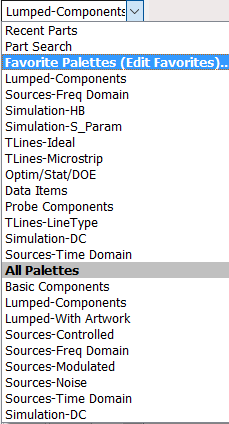 Lumped-Components
Recent Parts
Part Search
Favorite Palettes (Edit Favorites)..
Lumped-Components
Sources-Freq Domain
Simulation-HB
Simulation-S_Param
TLines-Ideal
TLines-Microstrip
Optim/Stat/DOE
Data Items
Probe Components
TLines-LineType
Simulation-DC
Sources-Time Domain
All Palettes
Basic Components
Lumped-Components
Lumped-With Artwork
Sources-Controlled
Sources-Freq Domain
Sources-Modulated
Sources-Noise
Sources-Time Domain
Simulation-DC